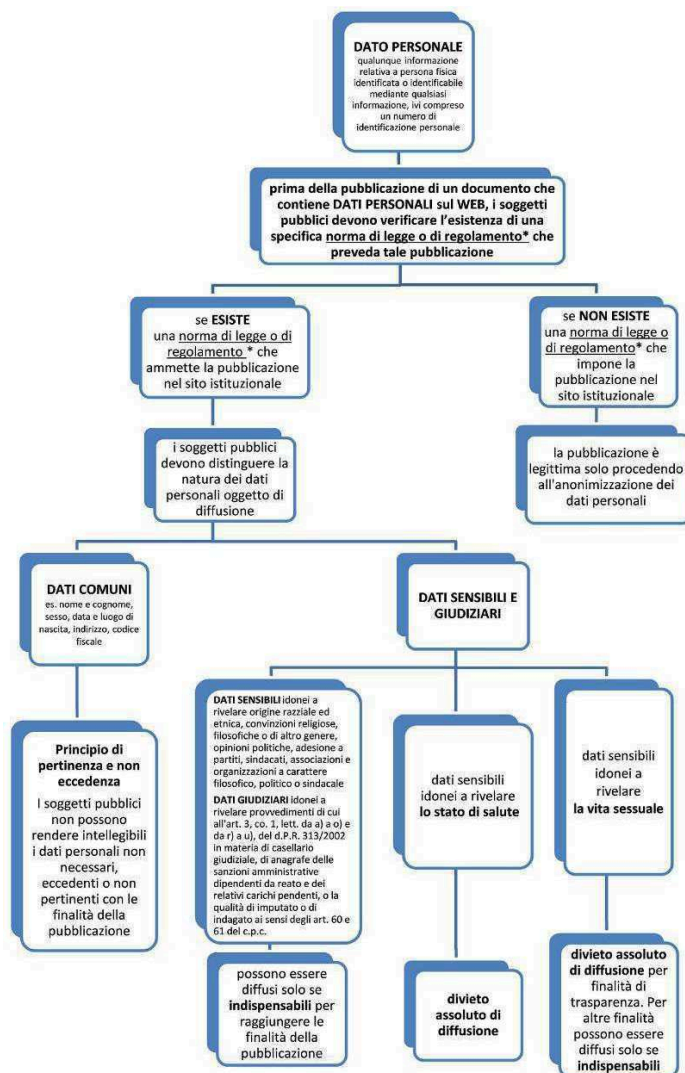 DATO PERSONALE
qualunque informazione
relativa a persona fisica
identificata o identificabile
mediante qualsiasi
informazione, ivi compreso
un numero di
identificazione personale
prima della pubblicazione di un documento che
contiene DATI PERSONALI sul WEB, i soggetti
pubblici devono verificare l'esistenza di una
specifica norma di legge o di regolamento* che
preveda tale pubblicazione
se ESISTE
una norma di legge o di
regolamento * che
ammette la pubblicazione
nel sito istituzionale
se NON ESISTE
una norma di legge o
di regolamento* che
impone la
pubblicazione nel
sito istituzionale
i soggetti pubblici
devono distinguere la
natura dei dati
personali oggetto di
diffusione
la pubblicazione è
legittima solo procedendo
all'anonimizzazione dei
dati personali
DATI COMUNI
es. nome e cognome,
sesso, data e luogo di
nascita, indirizzo, codice
fiscale
DATI SENSIBILI E
GIUDIZIARI
Principio di
pertinenza e non
eccedenza
I soggetti pubblici
non possono
rendere intellegibili
i dati personali non
necessari,
eccedenti o non
pertinenti con le
finalità della
pubblicazione
DATI SENSIBILI idonei a
rivelare origine razziale ed
etnica, convinzioni religiose,
filosofiche o di altro genere,
opinioni politiche, adesione a
partiti, sindacati, associazioni e
organizzazioni a carattere
filosofico, politico o sindacale
DATI GIUDIZIARI idonei a
rivelare provvedimenti di cui
all'art. 3, co. 1, lett. da a) a o) e
da r) a u), del d.P.R. 313/2002
in materia di casellario
giudiziale, di anagrafe delle
sanzioni amministrative
dipendenti da reato e dei
relativi carichi pendenti, o la
qualità di imputato o di
indagato ai sensi degli art. 60 e
61 del c.p.c.
dati sensibili
idonei a rivelare
lo stato di salute
dati sensibili
idonei a
rivelare
la vita sessuale
possono essere
diffusi solo se
indispensabili per
raggiungere le
finalità della
pubblicazione
divieto
assoluto di
diffusione
divieto assoluto
di diffusione per
finalità di
trasparenza. Per
altre finalità
possono essere
diffusi solo se
indispensabili